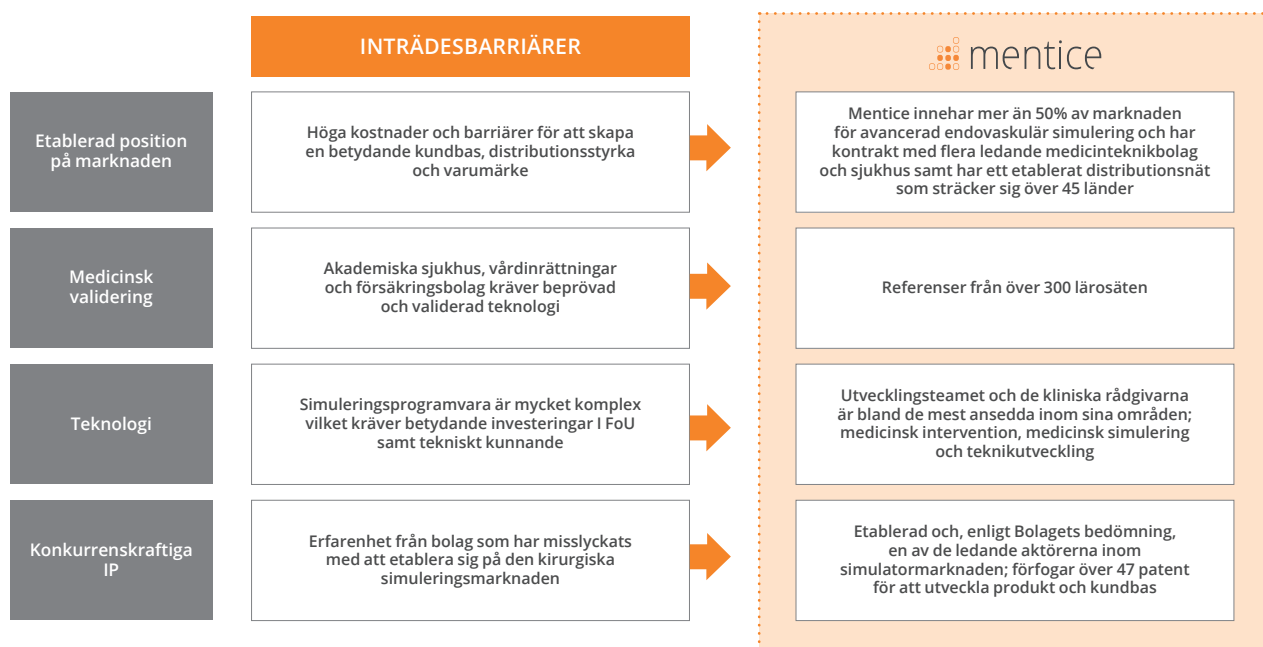 INTRÄDESBARRIÄRER
mentice
Etablerad position
på marknaden
Höga kostnader och barriärer för att skapa
en betydande kundbas, distributionsstyrka
och varumärke
Mentice innehar mer än 50% av marknaden
för avancerad endovaskulär simulering och har
kontrakt med flera ledande medicinteknikbolag
och sjukhus samt har ett etablerat distributionsnät
som sträcker sig över 45 länder
Medicinsk
validering
Akademiska sjukhus, vårdinrättningar
och försäkringsbolag kräver beprövad
och validerad teknologi
Referenser från över 300 lärosäten
Teknologi
Simuleringsprogramvara är mycket komplex
vilket kräver betydande investeringar I FoU
samt tekniskt kunnande
Utvecklingsteamet och de kliniska rådgivarna
är bland de mest ansedda inom sina områden;
medicinsk intervention, medicinsk simulering
och teknikutveckling
Konkurrenskraftiga
IP
Erfarenhet från bolag som har misslyckats
med att etablera sig på den kirurgiska
simuleringsmarknaden
Etablerad och, enligt Bolagets bedömning,
en av de ledande aktörerna inom
simulatormarknaden; förfogar över 47 patent
för att utveckla produkt och kundbas